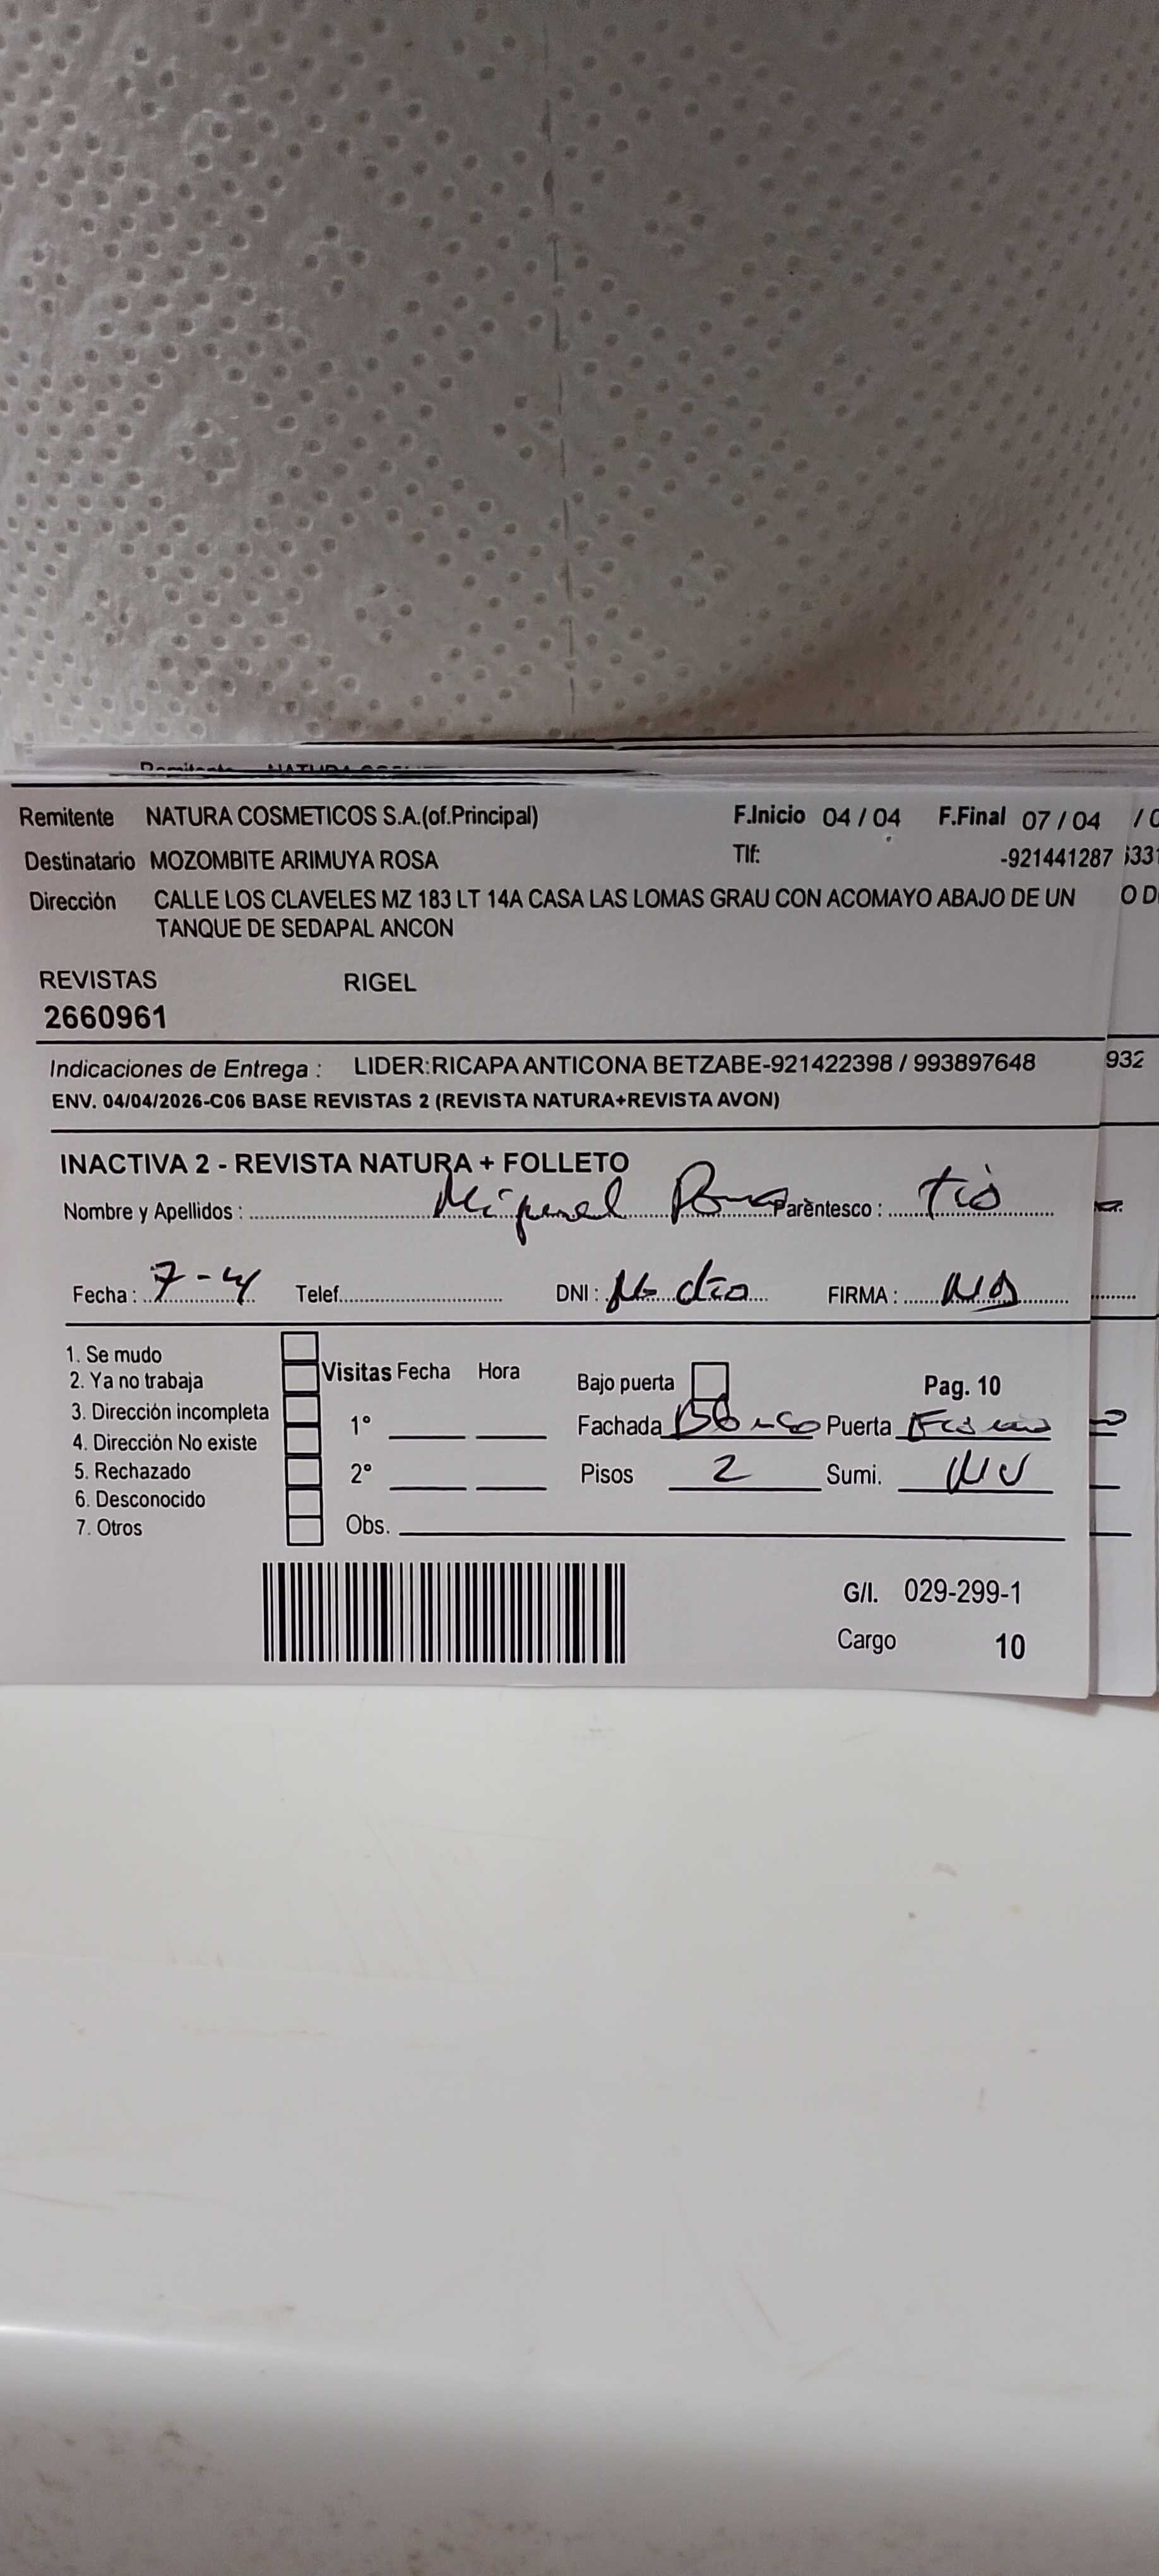 Remitente NATURA COSMETICOS S.A.(of.Principal) F.Inicio 04 / 04 F.Final 07 / 04
Destinatario MOZOMBITE ARIMUYA ROSA Tlf: -921441287
Dirección CALLE LOS CLAVELES MZ 183 LT 14A CASA LAS LOMAS GRAU CON ACOMAYO ABAJO DE UN
TANQUE DE SEDAPAL ANCON
REVISTAS RIGEL
2660961
Indicaciones de Entrega : LIDER:RICAPA ANTICONA BETZABE-921422398 / 993897648
ENV. 04/04/2026-C06 BASE REVISTAS 2 (REVISTA NATURA+REVISTA AVON)
INACTIVA 2 - REVISTA NATURA + FOLLETO
Nombre y Apellidos : Miguel Parentesco : tio
Fecha : 7-4 Telef. DNI : No dio FIRMA :
1. Se mudo
2. Ya no trabaja
3. Dirección incompleta
4. Dirección No existe
5. Rechazado
6. Desconocido
7. Otros
Visitas Fecha Hora
1°
2°
Obs.
Bajo puerta Pag. 10
Fachada Blanco Puerta
Pisos 2 Sumi.
G/I. 029-299-1
Cargo 10